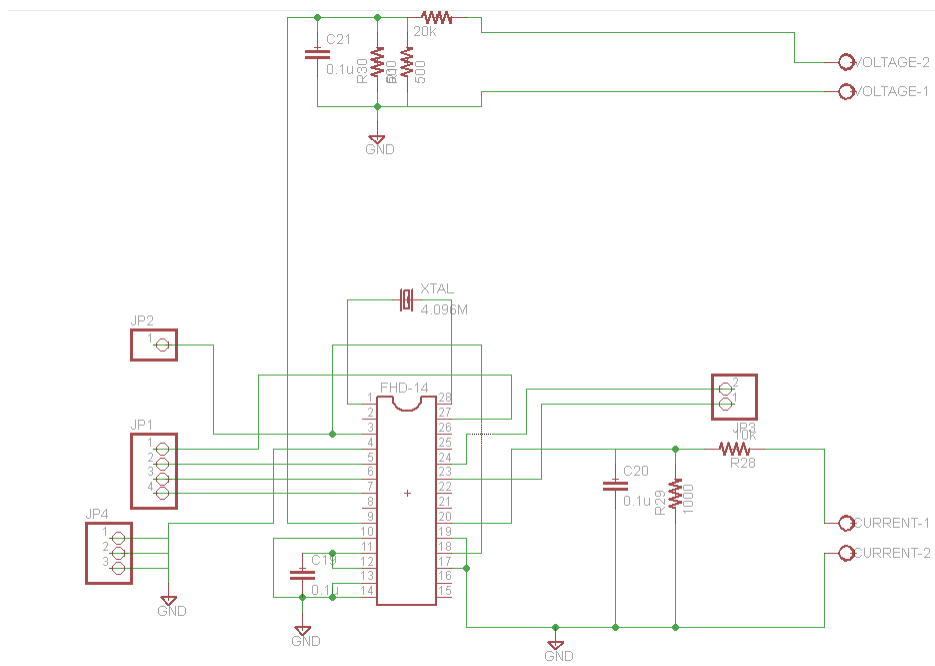 20k
C21
0.1u
R30
500
VOLTAGE-2
VOLTAGE-1
GND
XTAL
4.096M
JP2
1
FHD-14
1
28
2
27
3
26
4
25
5
24
6
23
7
22
8
21
9
20
10
19
11
18
12
17
13
16
14
15
2
1
JP3
10k
R28
JP1
1
2
3
4
C20
0.1u
R29
1000
JP4
1
2
3
CURRENT-1
CURRENT-2
C19
0.1u
GND
GND
GND